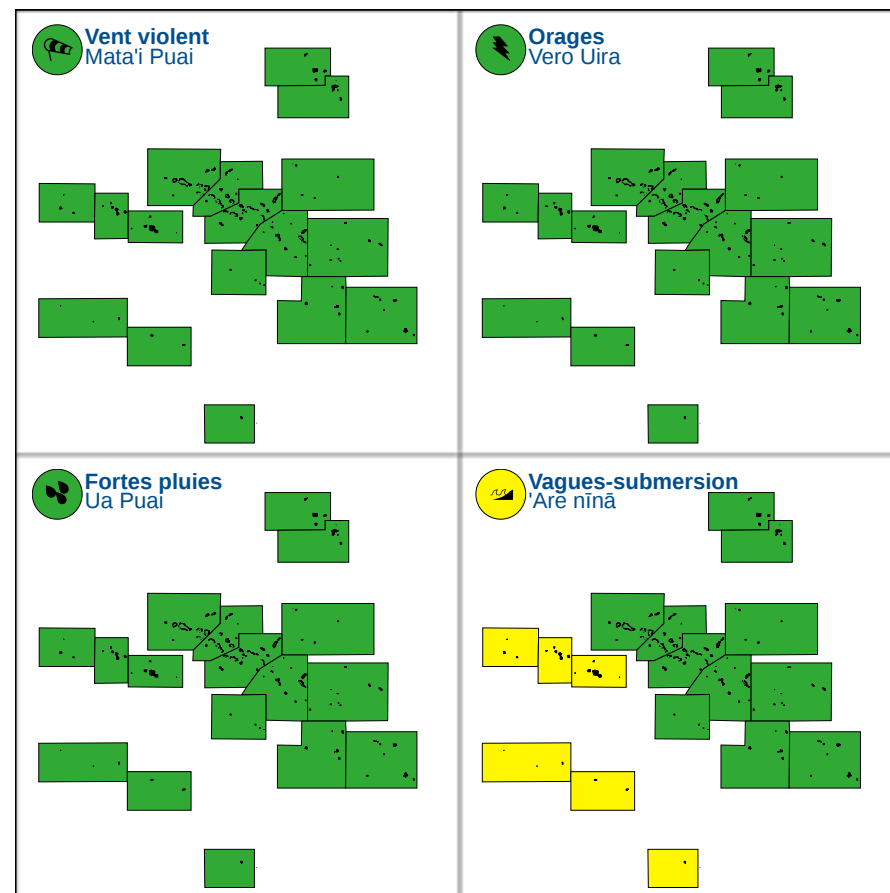 Vent violent
Mata'i Puai
Orages
Vero Uira
Fortes pluies
Ua Puai
Vagues-submersion
'Are nīnā